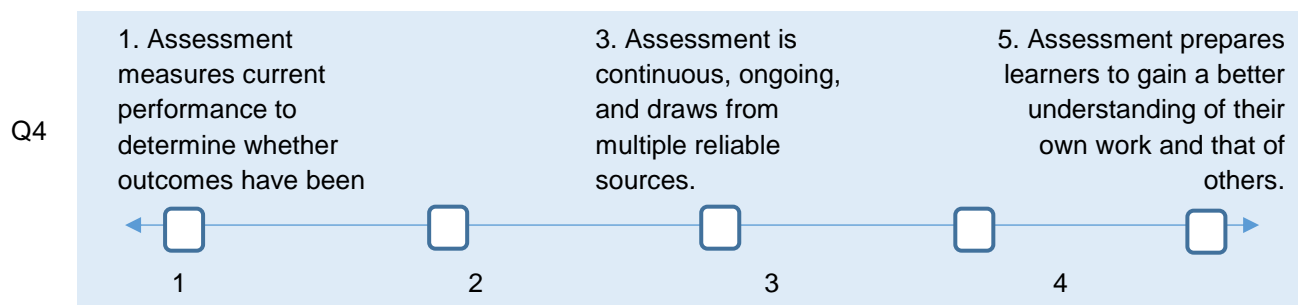 Q4
1. Assessment
measures current
performance to
determine whether
outcomes have been
3. Assessment is
continuous, ongoing,
and draws from
multiple reliable
sources.
5. Assessment prepares
learners to gain a better
understanding of their
own work and that of
others.
1 2 3 4